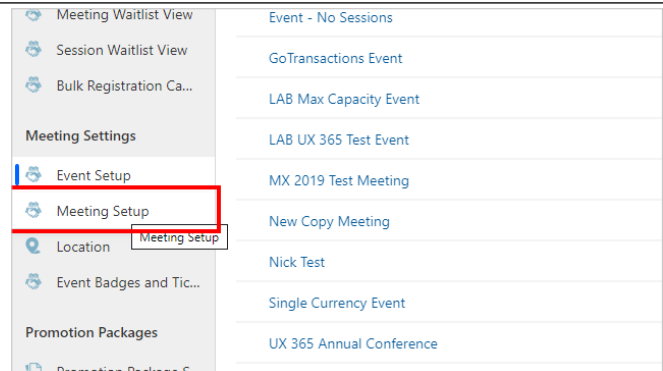 Meeting Waitlist View
Session Waitlist View
Bulk Registration Ca...
Meeting Settings
Event Setup
Meeting Setup
Meeting Setup
Location
Event Badges and Tic...
Promotion Packages
Promotion Package S...
Event - No Sessions
GoTransactions Event
LAB Max Capacity Event
LAB UX 365 Test Event
MX 2019 Test Meeting
New Copy Meeting
Nick Test
Single Currency Event
UX 365 Annual Conference